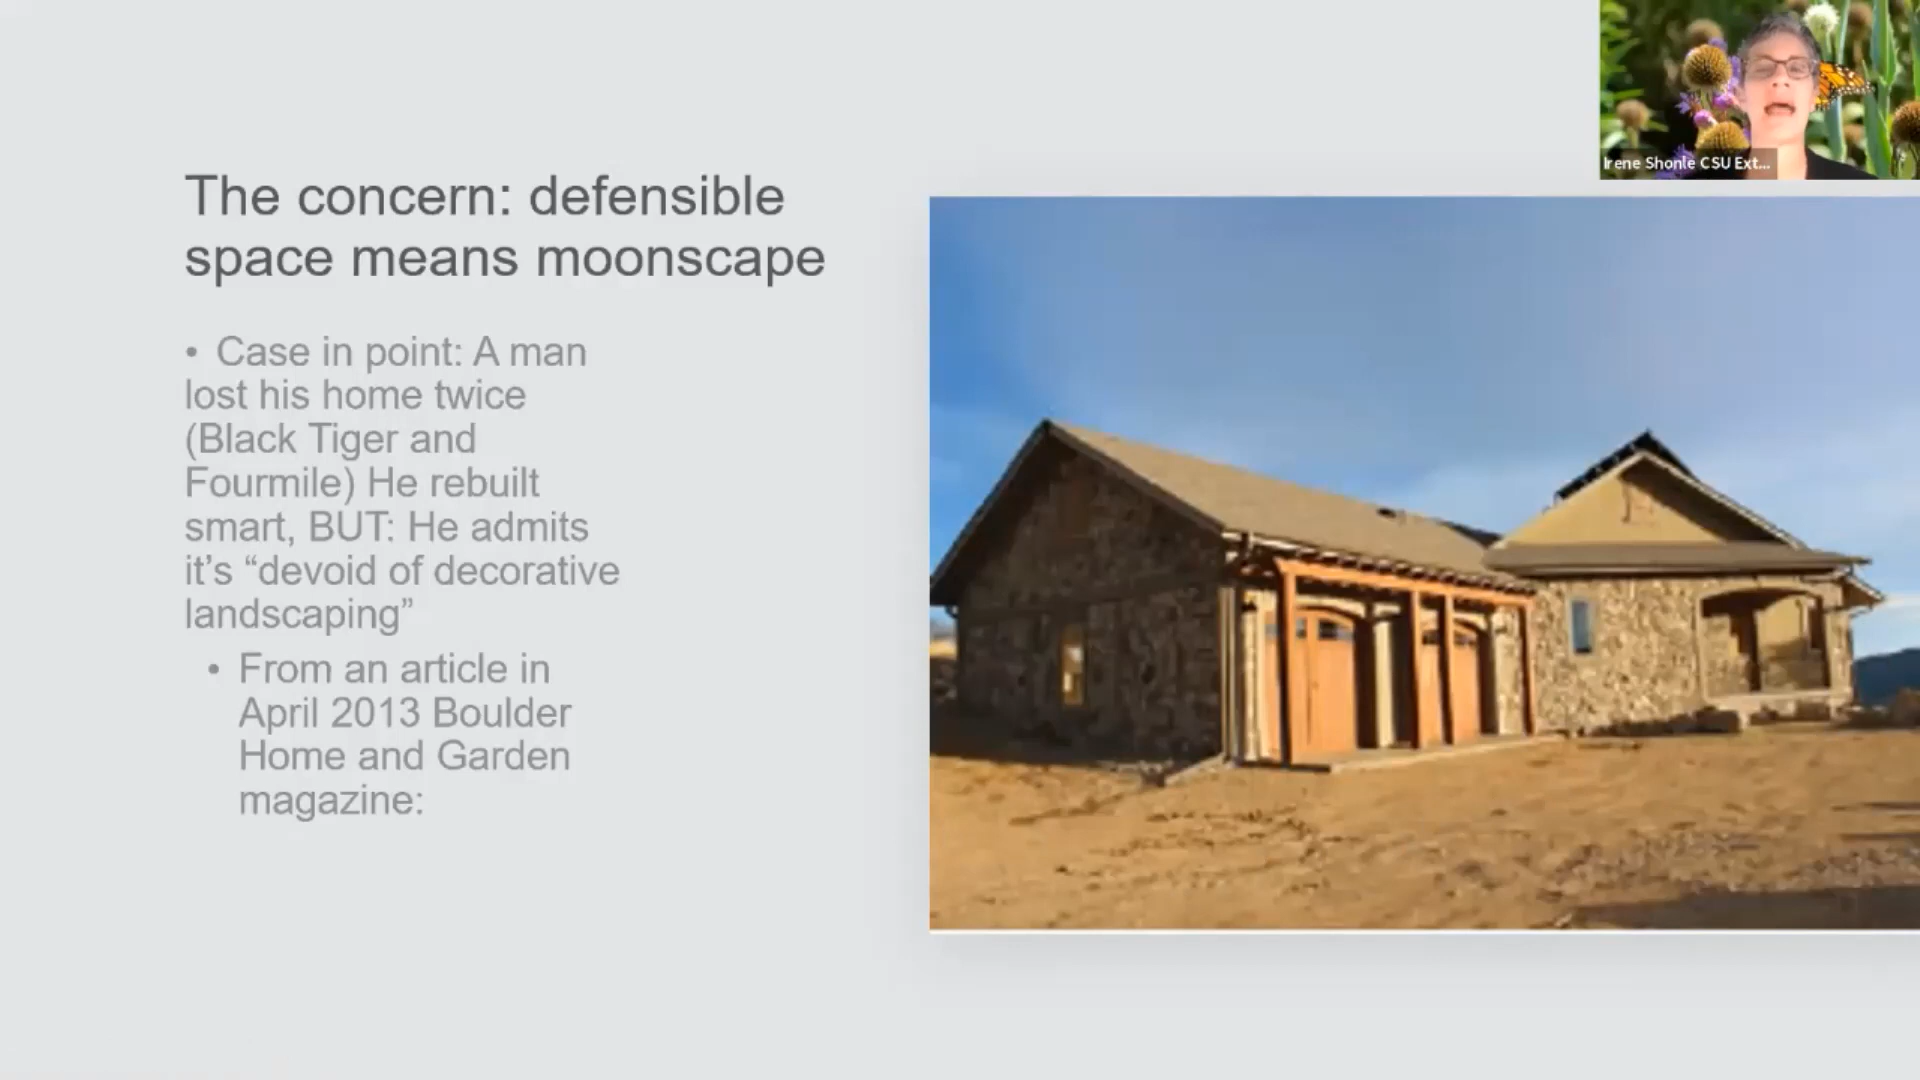 The concern: defensible
space means moonscape
• Case in point: A man
lost his home twice
(Black Tiger and
Fourmile) He rebuilt
smart, BUT: He admits
it’s “devoid of decorative
landscaping”
• From an article in
April 2013 Boulder
Home and Garden
magazine:
Irene Shonle CSU Ext...